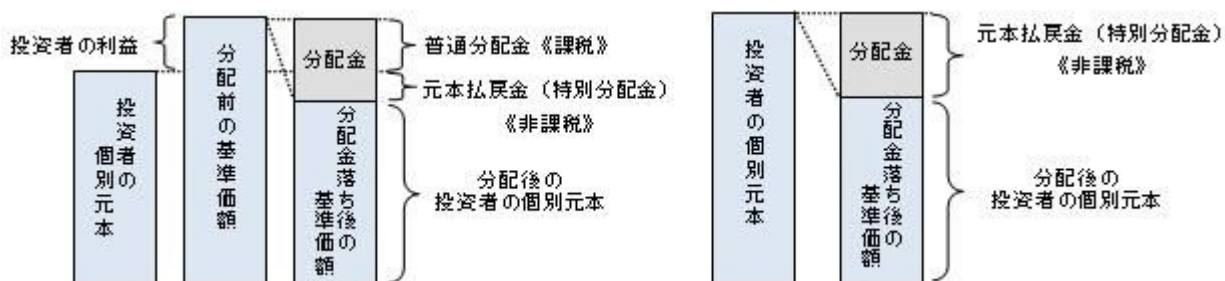 投資者の利益
投資者の
個別元本
分配前の基準価額
分配金
分配金落ち後の
基準価額
普通分配金《課税》
元本払戻金（特別分配金）
《非課税》
分配後の
投資者の個別元本
投資者の個別元本
分配金
分配金落ち後の
基準価額
元本払戻金（特別分配金）
《非課税》
分配後の
投資者の個別元本